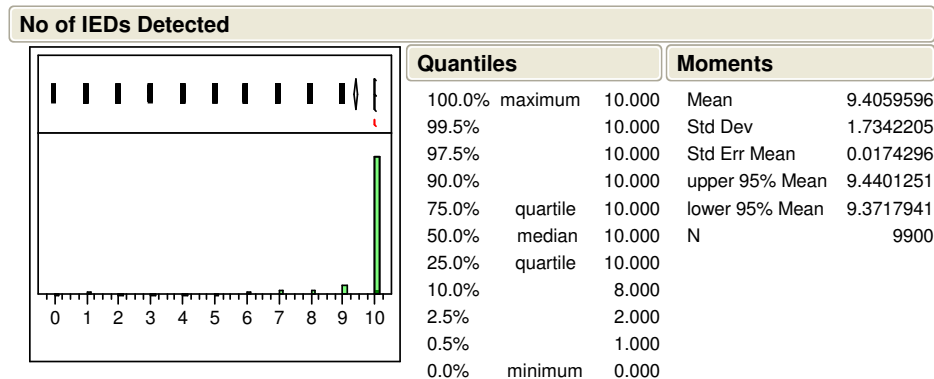 No of IEDs Detected
0 1 2 3 4 5 6 7 8 9 10
Quantiles
100.0% maximum 10.000
99.5% 10.000
97.5% 10.000
90.0% 10.000
75.0% quartile 10.000
50.0% median 10.000
25.0% quartile 10.000
10.0% 8.000
2.5% 2.000
0.5% 1.000
0.0% minimum 0.000
Moments
Mean 9.4059596
Std Dev 1.7342205
Std Err Mean 0.0174296
upper 95% Mean 9.4401251
lower 95% Mean 9.3717941
N 9900